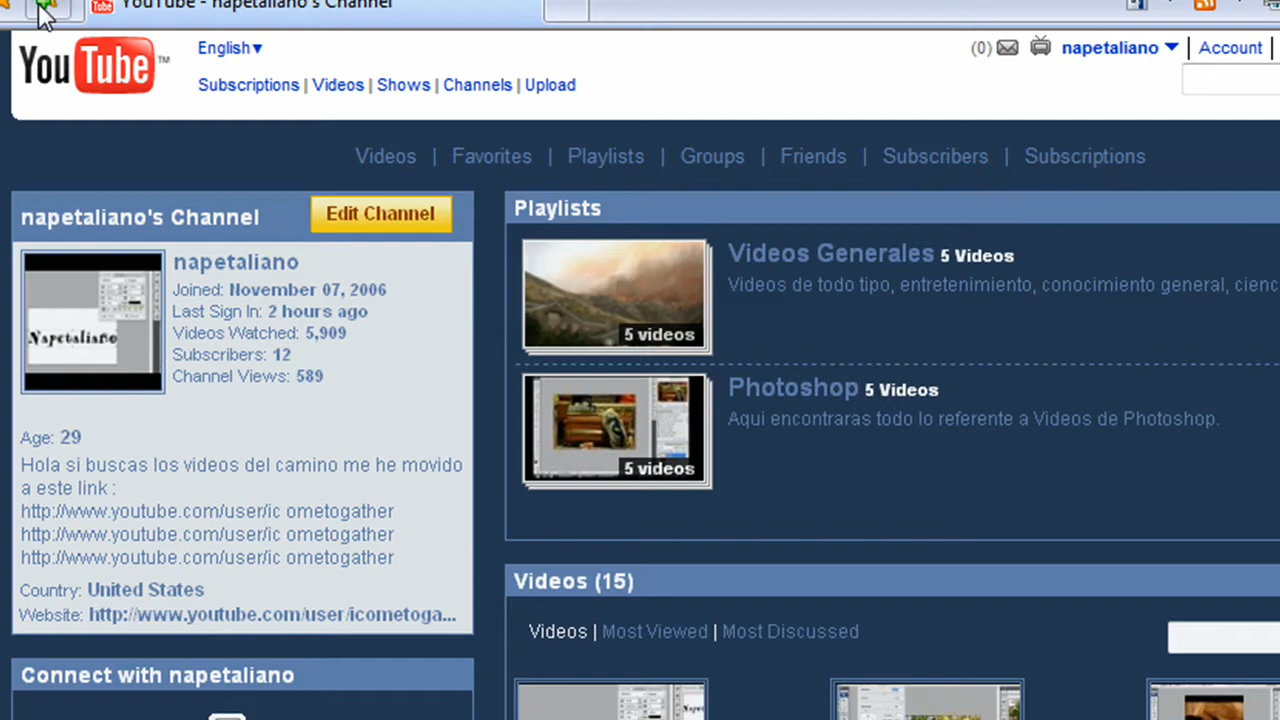 YouTube - napetaliano's Channel
YouTube™
English▾
(0) napetaliano ▾ | Account |
Subscriptions | Videos | Shows | Channels | Upload
Videos | Favorites | Playlists | Groups | Friends | Subscribers | Subscriptions
napetaliano's Channel
Edit Channel
napetaliano
Joined: November 07, 2006
Last Sign In: 2 hours ago
Videos Watched: 5,909
Subscribers: 12
Channel Views: 589
Napetaliano
Age: 29
Hola si buscas los videos del camino me he movido
a este link :
http://www.youtube.com/user/ic ometogather
http://www.youtube.com/user/ic ometogather
http://www.youtube.com/user/ic ometogather
Country: United States
Website: http://www.youtube.com/user/icometoga...
Connect with napetaliano
Playlists
Videos Generales 5 Videos
Videos de todo tipo, entretenimiento, conocimiento general, cienc
5 videos
Photoshop 5 Videos
Aqui encontraras todo lo referente a Videos de Photoshop.
5 videos
Videos (15)
Videos | Most Viewed | Most Discussed